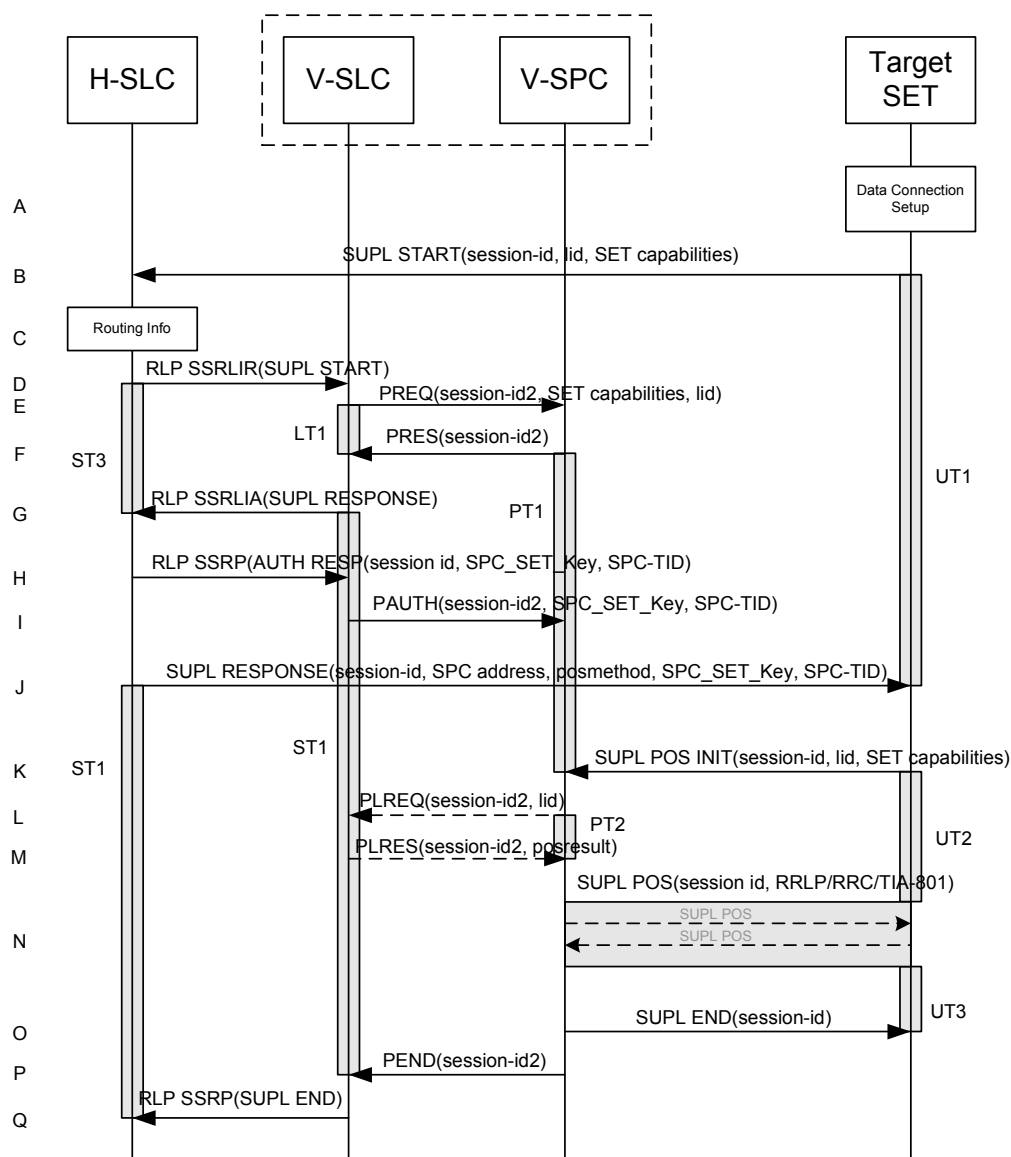 H-SLC
V-SLC
V-SPC
Target
SET
Data Connection
Setup
A
SUPL START(session-id, lid, SET capabilities)
B
Routing Info
C
RLP SSRLIR(SUPL START)
D
PREQ(session-id2, SET capabilities, lid)
E
LT1
PRES(session-id2)
F
ST3
UT1
RLP SSRLIA(SUPL RESPONSE)
G
PT1
RLP SSRP(AUTH RESP(session id, SPC_SET_Key, SPC-TID)
H
PAUTH(session-id2, SPC_SET_Key, SPC-TID)
I
SUPL RESPONSE(session-id, SPC address, posmethod, SPC_SET_Key, SPC-TID)
J
ST1
ST1
SUPL POS INIT(session-id, lid, SET capabilities)
K
PLREQ(session-id2, lid)
L
PT2
UT2
PLRES(session-id2, posresult)
M
SUPL POS(session id, RRLP/RRC/TIA-801)
SUPL POS
SUPL POS
N
UT3
SUPL END(session-id)
O
PEND(session-id2)
P
RLP SSRP(SUPL END)
Q